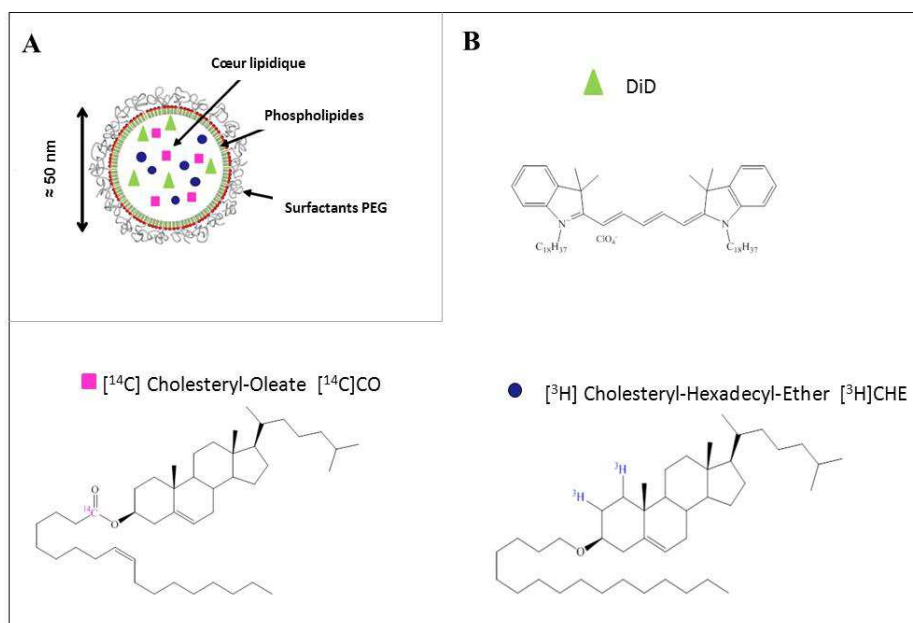 A
Cœur lipidique
Phospholipides
≈ 50 nm
Surfactants PEG
B
DiD
N⁻
C₁₈H₃₇
ClO₄⁻
N
C₁₈H₃₇
[¹⁴C] Cholesteryl-Oleate [¹⁴C]CO
O
¹⁴C
O
[³H] Cholesteryl-Hexadecyl-Ether [³H]CHE
³H
³H
O